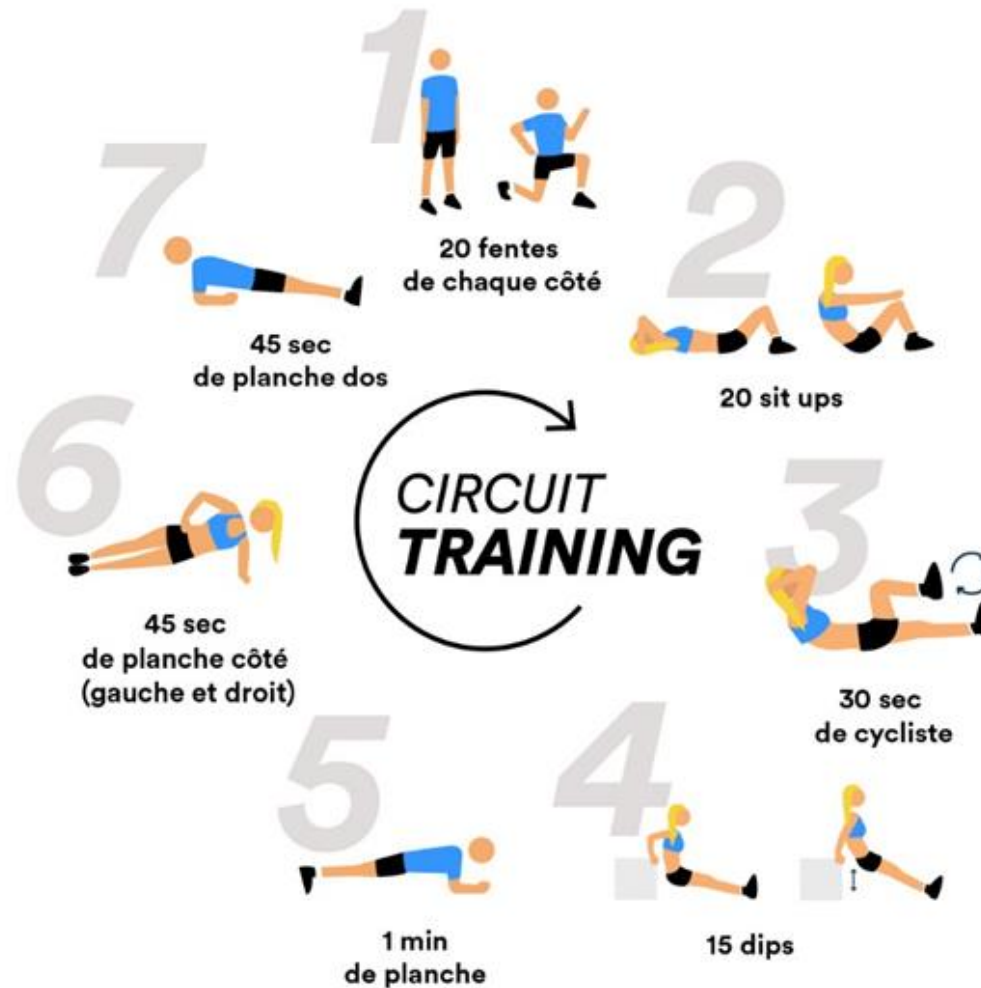 1
20 fentes
de chaque côté
2
20 sit ups
3
30 sec
de cycliste
4
15 dips
5
1 min
de planche
6
45 sec
de planche côté
(gauche et droit)
7
45 sec
de planche dos
CIRCUIT
TRAINING